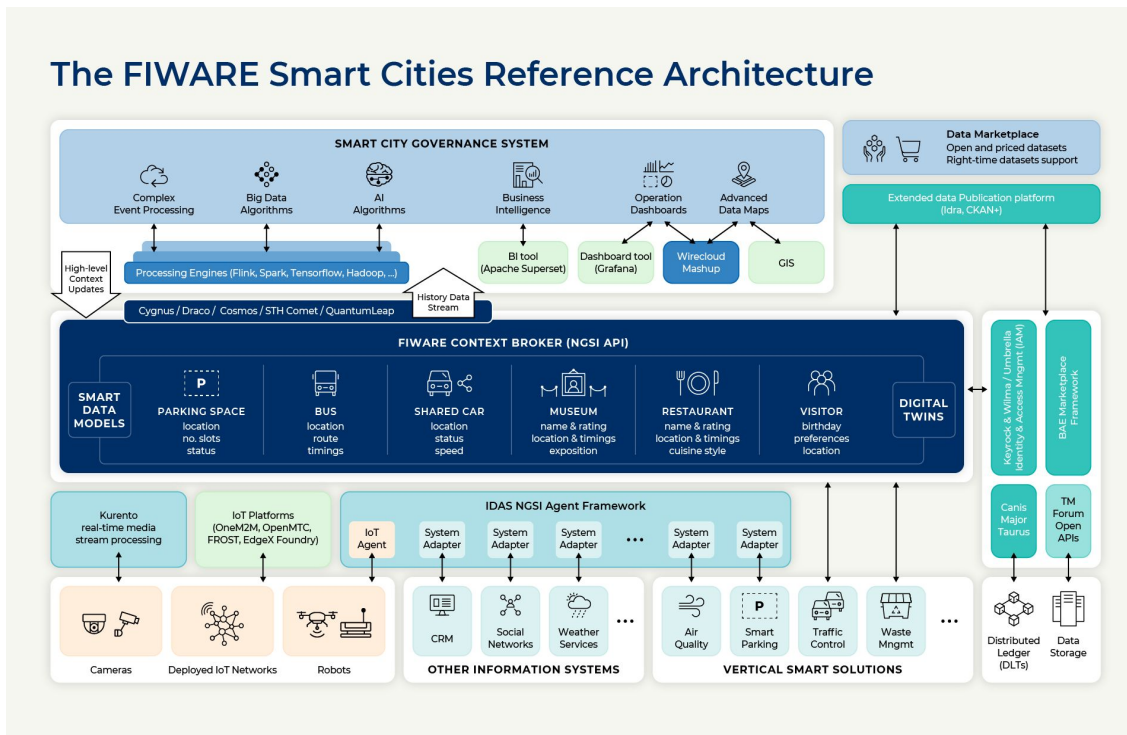 The FIWARE Smart Cities Reference Architecture
SMART CITY GOVERNANCE SYSTEM
Complex
Event Processing
Big Data
Algorithms
AI
Algorithms
Business
Intelligence
Operation
Dashboards
Advanced
Data Maps
Data Marketplace
Open and priced datasets
Right-time datasets support
Extended data Publication platform
(Idra, CKAN+)
High-level
Context
Updates
Processing Engines (Flink, Spark, Tensorflow, Hadoop, ...)
BI tool
(Apache Superset)
Dashboard tool
(Grafana)
Wirecloud
Mashup
GIS
History Data
Stream
Cygnus / Draco / Cosmos / STH Comet / QuantumLeap
FIWARE CONTEXT BROKER (NGSI API)
SMART
DATA
MODELS
P
PARKING SPACE
location
no. slots
status
BUS
location
route
timings
SHARED CAR
location
status
speed
MUSEUM
name & rating
location & timings
exposition
RESTAURANT
name & rating
location & timings
cuisine style
VISITOR
birthday
preferences
location
DIGITAL
TWINS
Keyrock & Wilma / Umbrella
Identity & Access Mngmt (IAM)
BAE Marketplace
Framework
Kurento
real-time media
stream processing
IoT Platforms
(OneM2M, OpenMTC,
FROST, EdgeX Foundry)
IDAS NGSI Agent Framework
IoT
Agent
System
Adapter
System
Adapter
System
Adapter
...
System
Adapter
System
Adapter
Canis
Major
Taurus
TM
Forum
Open
APIs
Cameras
Deployed IoT Networks
Robots
CRM
Social
Networks
Weather
Services
...
OTHER INFORMATION SYSTEMS
Air
Quality
P
Smart
Parking
Traffic
Control
Waste
Mngmt
...
VERTICAL SMART SOLUTIONS
Distributed
Ledger
(DLTs)
Data
Storage